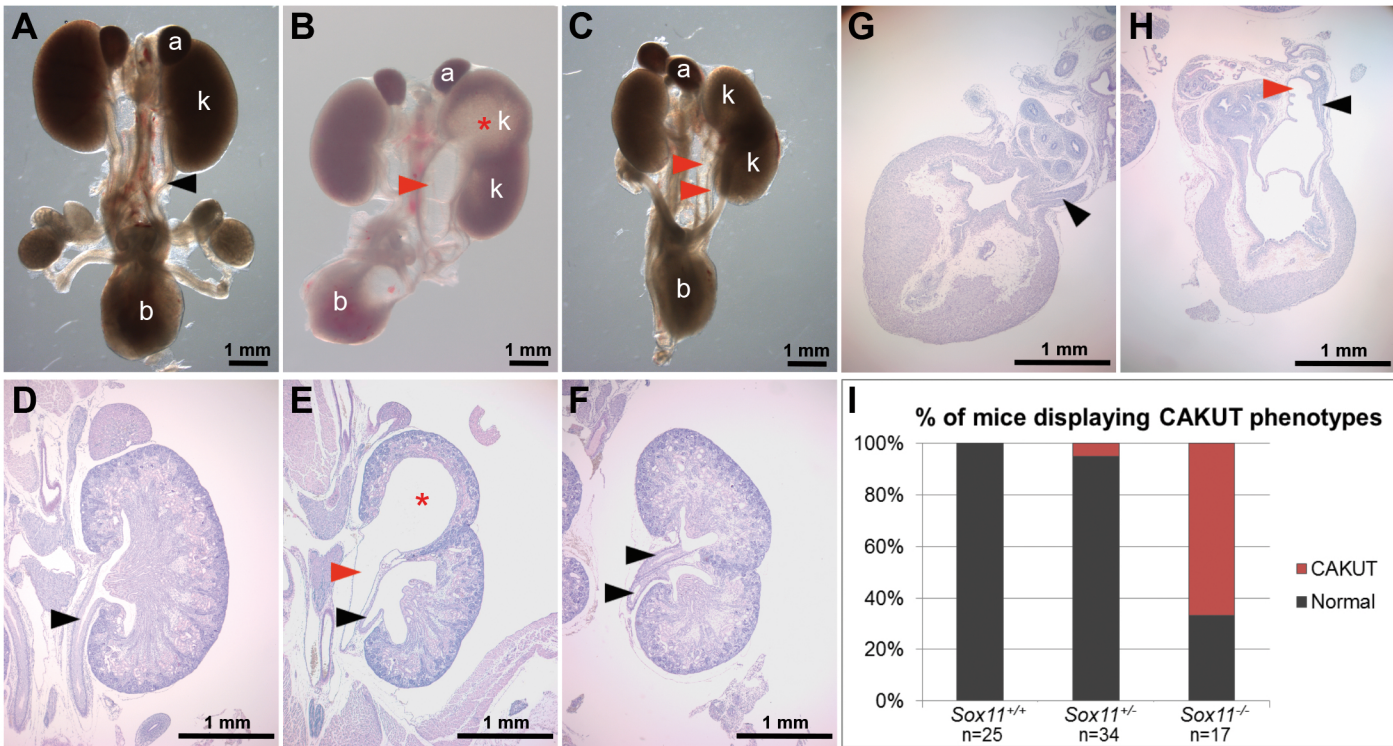 A
a
k
b
1 mm
B
a
k
*
k
b
1 mm
C
a
k
k
b
1 mm
G
1 mm
H
1 mm
D
1 mm
E
*
1 mm
F
1 mm
I
% of mice displaying CAKUT phenotypes
100%
80%
60%
40%
20%
0%
CAKUT
Normal
Sox11+/+
n=25
Sox11+/-
n=34
Sox11-/-
n=17